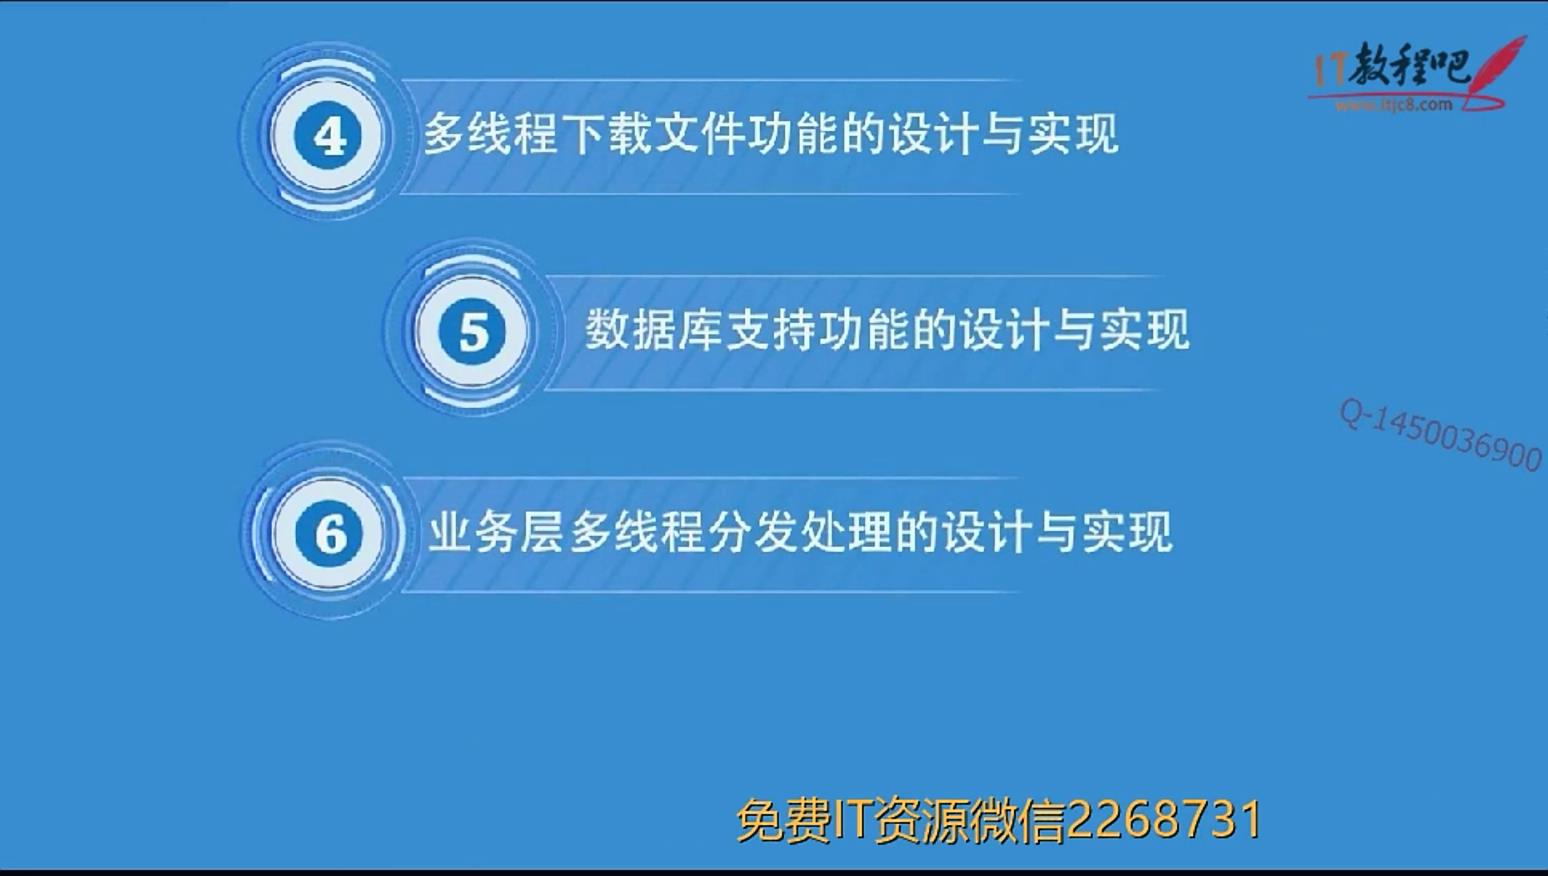 IT教程吧
www.itjc8.com
4 多线程下载文件功能的设计与实现
5 数据库支持功能的设计与实现
Q-1450036900
6 业务层多线程分发处理的设计与实现
免费IT资源微信2268731